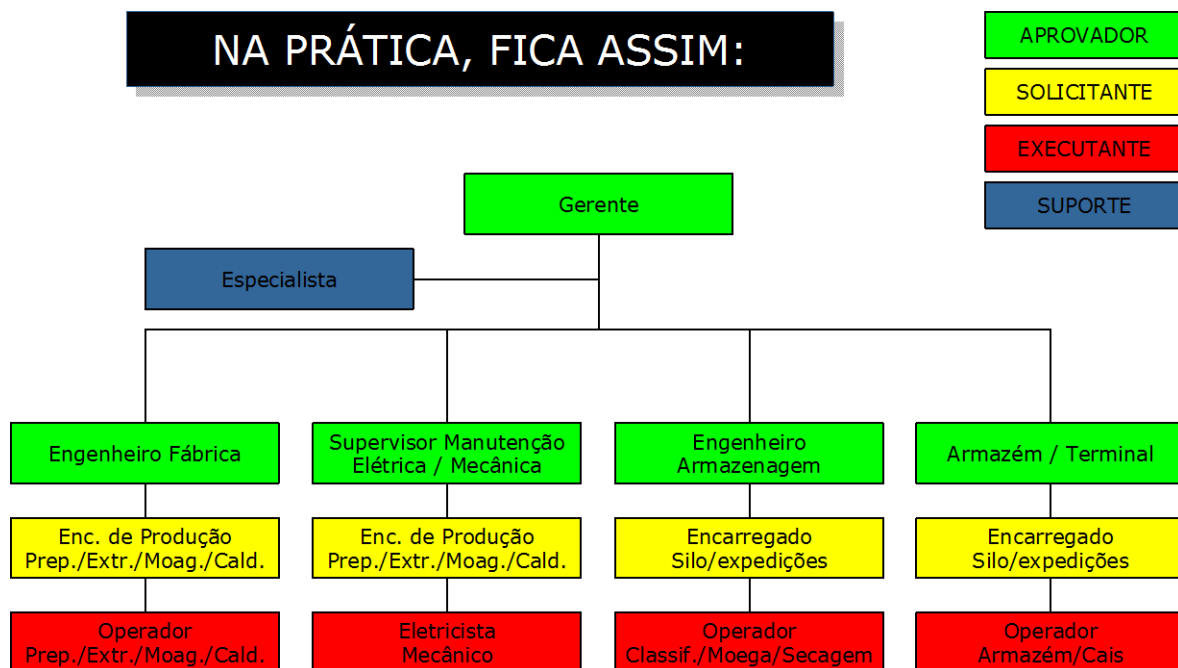 NA PRÁTICA, FICA ASSIM:
APROVADOR
SOLICITANTE
EXECUTANTE
SUPORTE
Gerente
Especialista
Engenheiro Fábrica
Supervisor Manutenção
Elétrica / Mecânica
Engenheiro
Armazenagem
Armazém / Terminal
Enc. de Produção
Prep./Extr./Moag./Cald.
Enc. de Produção
Prep./Extr./Moag./Cald.
Encarregado
Silo/expedições
Encarregado
Silo/expedições
Operador
Prep./Extr./Moag./Cald.
Eletricista
Mecânico
Operador
Classif./Moega/Secagem
Operador
Armazém/Cais